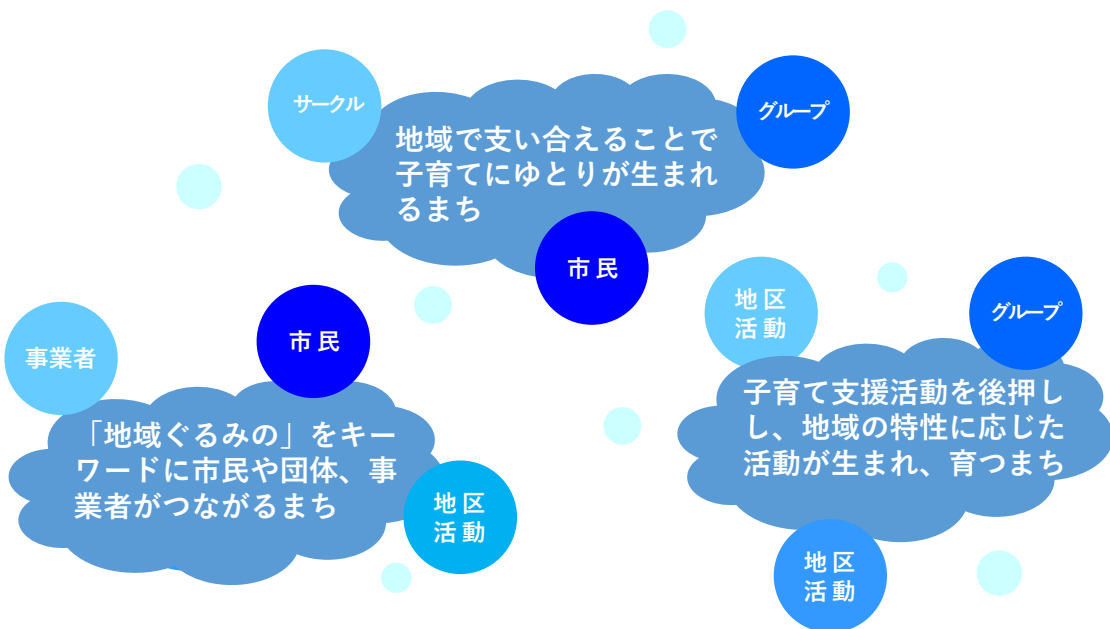 サークル
グループ
地域で支い合えることで
子育てにゆとりが生まれ
るまち
市民
事業者
市民
「地域ぐるみの」をキー
ワードに市民や団体、事
業者がつながるまち
地区
活動
地区
活動
グループ
子育て支援活動を後押し
し、地域の特性に応じた
活動が生まれ、育つまち
地区
活動